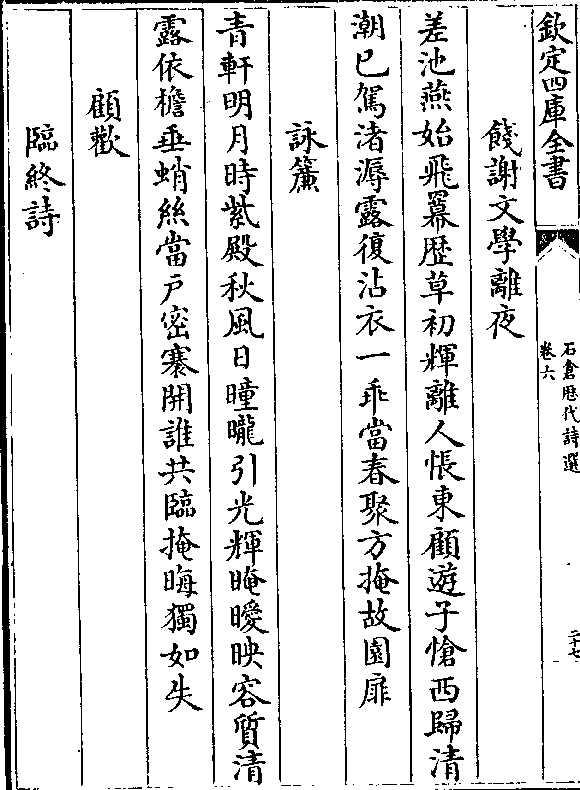 欽定四庫全書
石倉歴代詩選
卷六
二十七
餞謝文學離夜
差池燕始飛羃歴草初輝離人悵東顧遊子愴西歸清
潮已駕渚溽露復沾衣一乖當春聚方掩故園扉
詠簾
青軒明月時紫殿秋風日曈曨引光輝晻曖映容質清
露依檐垂蛸絲當戶密褰開誰共臨掩晦獨如失
顧歡
臨終詩